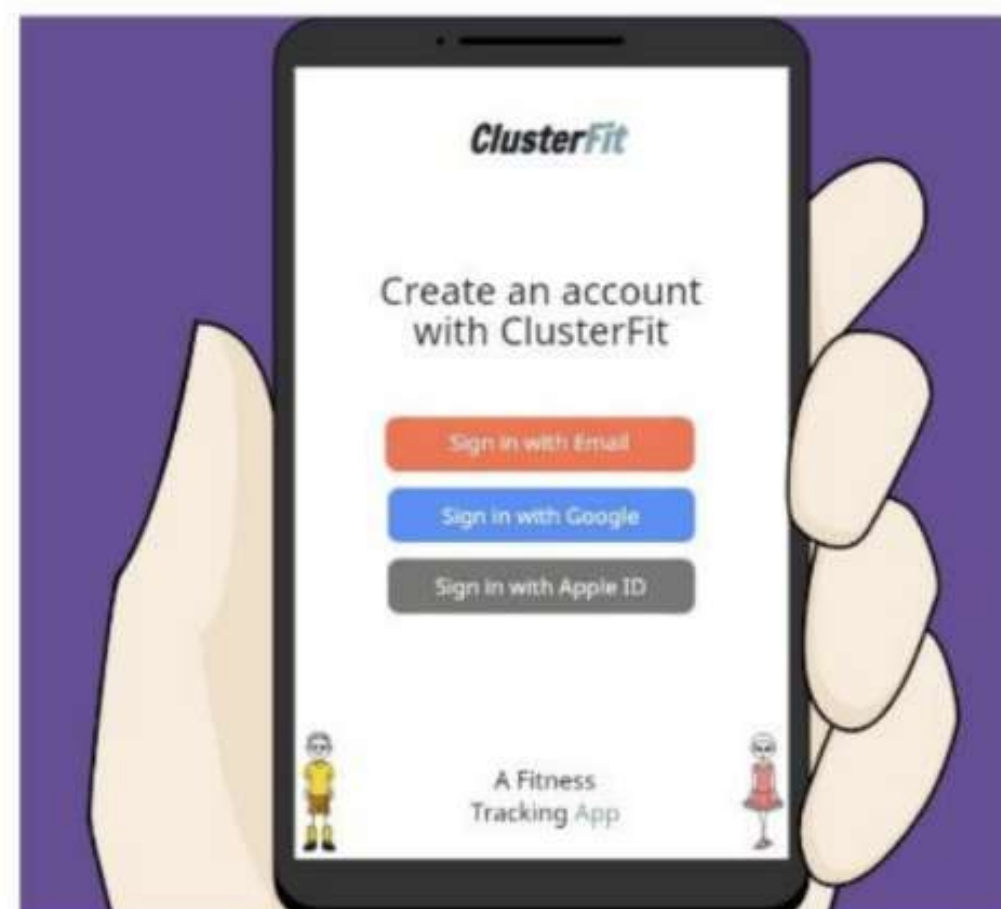 ClusterFit
Create an account
with ClusterFit
Sign in with Email
Sign in with Google
Sign in with Apple ID
A Fitness
Tracking App